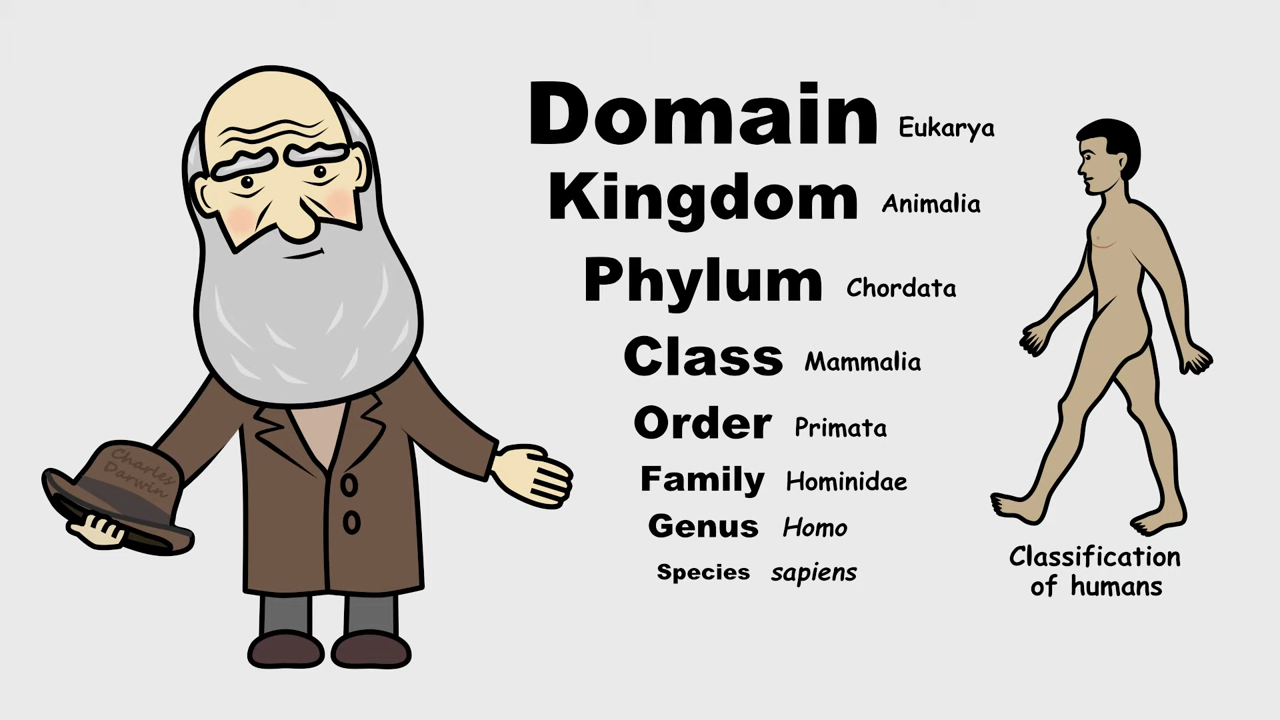 Domain Eukarya
Kingdom Animalia
Phylum Chordata
Class Mammalia
Order Primata
Family Hominidae
Genus Homo
Species sapiens
Charles
Darwin
Classification
of humans